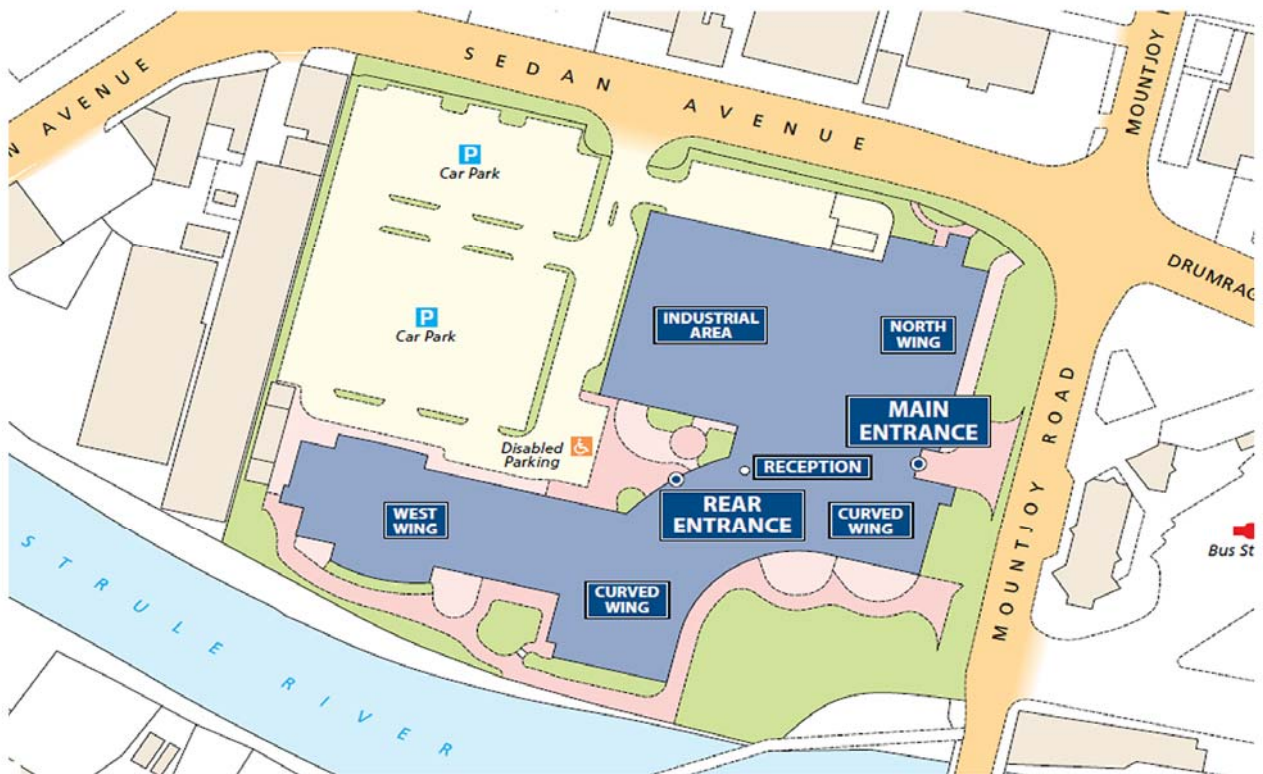 SEDAN AVENUE
N AVENUE
MOUNTJOY
P
Car Park
DRUMRAG
P
Car Park
INDUSTRIAL
AREA
NORTH
WING
MAIN
ENTRANCE
MOUNTJOY ROAD
Disabled
Parking
RECEPTION
REAR
ENTRANCE
WEST
WING
CURVED
WING
Bus St
CURVED
WING
STRULE RIVER